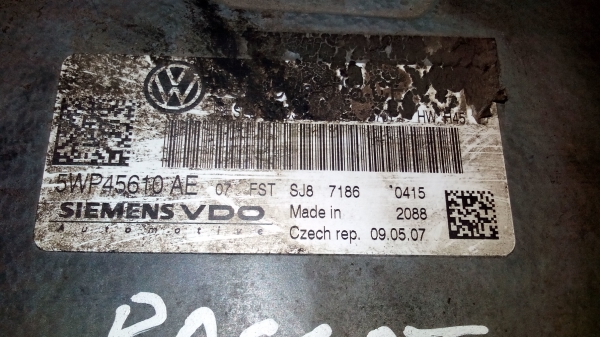 VW
HW H45
5WP45610 AE 07 FST SJ8 7186 *0415
SIEMENS VDO Made in 2088
Automotive Czech rep. 09.05.07